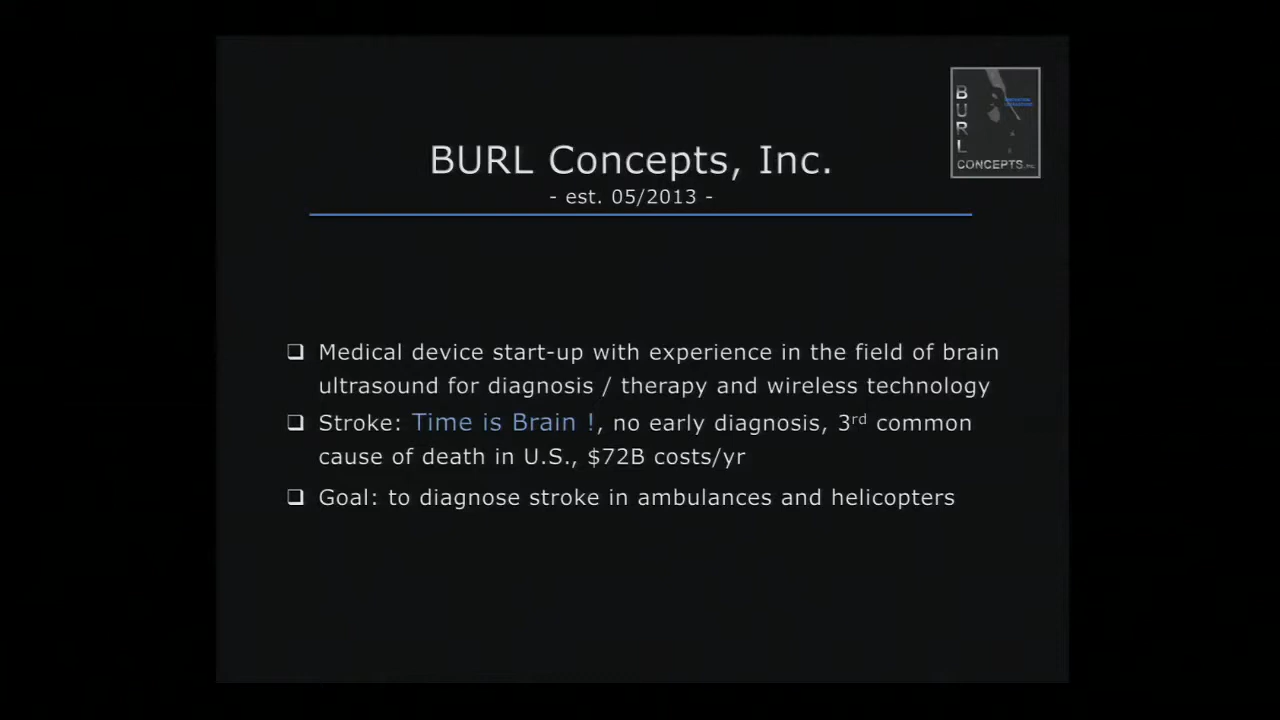 BURL Concepts, Inc.
- est. 05/2013 -
B
U
R
L
CONCEPTS, INC.
Medical device start-up with experience in the field of brain
ultrasound for diagnosis / therapy and wireless technology
Stroke: Time is Brain !, no early diagnosis, 3rd common
cause of death in U.S., $72B costs/yr
Goal: to diagnose stroke in ambulances and helicopters